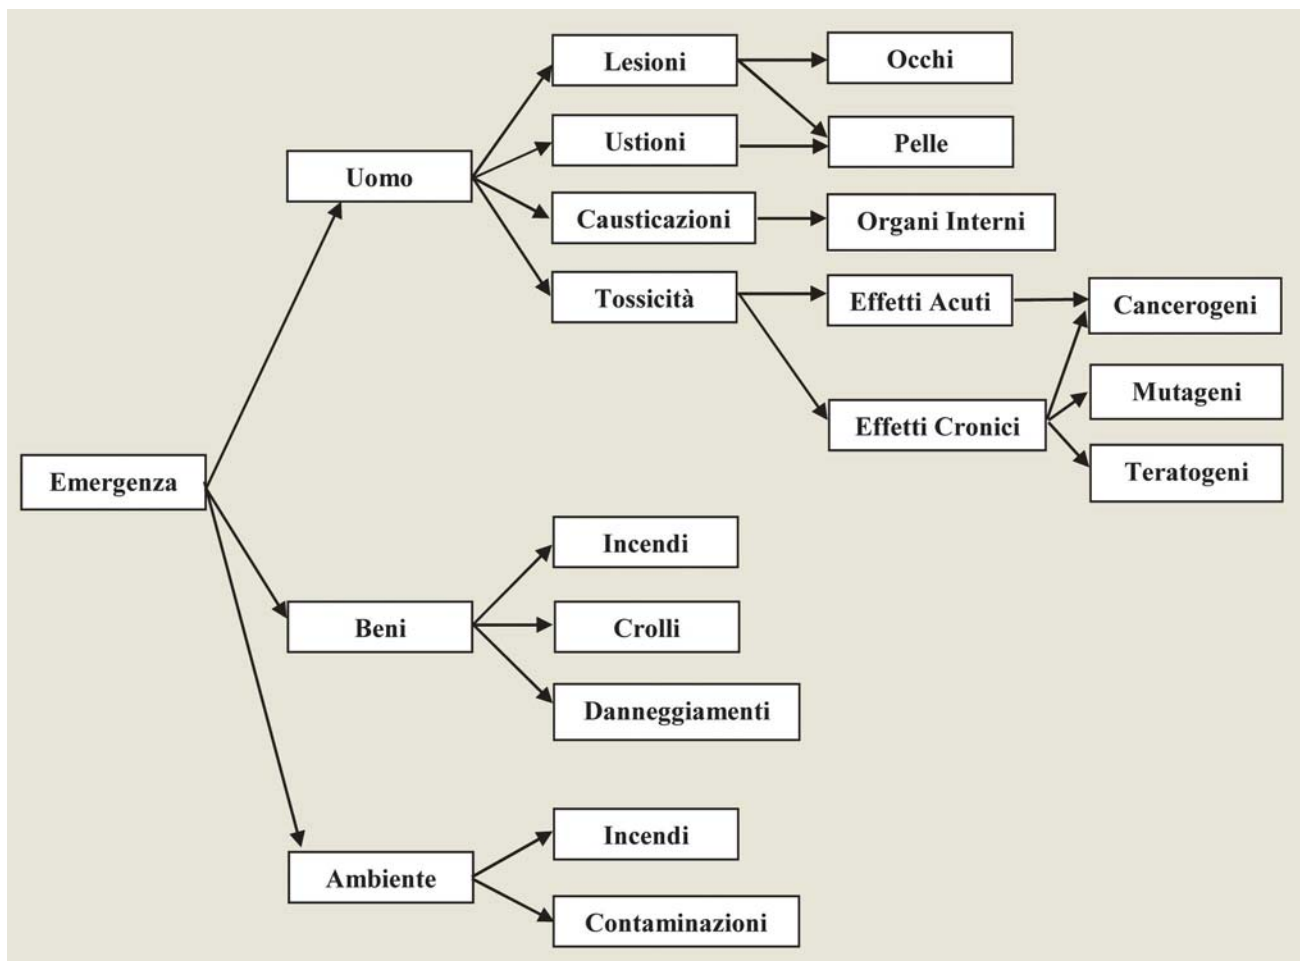 Lesioni
Occhi
Ustioni
Pelle
Uomo
Causticazioni
Organi Interni
Tossicità
Effetti Acuti
Cancerogeni
Mutageni
Effetti Cronici
Teratogeni
Emergenza
Incendi
Beni
Crolli
Danneggiamenti
Incendi
Ambiente
Contaminazioni